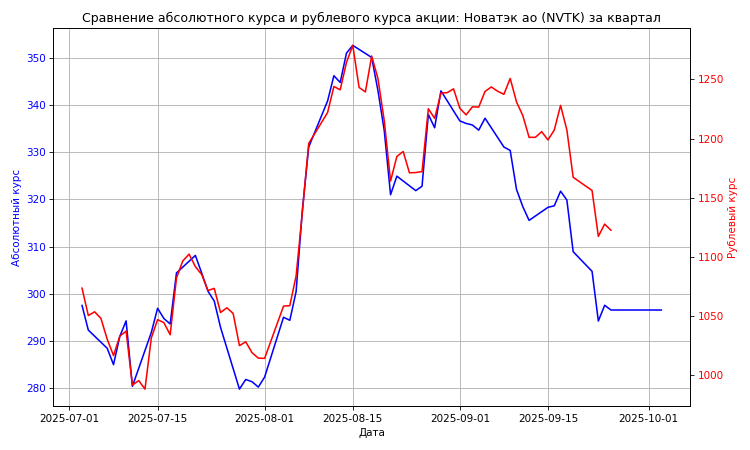 Сравнение абсолютного курса и рублевого курса акции: Новатэк ао (NVTK) за квартал
350
340
330
320
310
300
290
280
Абсолютный курс
1250
1200
1150
1100
1050
1000
Рублевый курс
2025-07-01 2025-07-15 2025-08-01 2025-08-15 2025-09-01 2025-09-15 2025-10-01
Дата